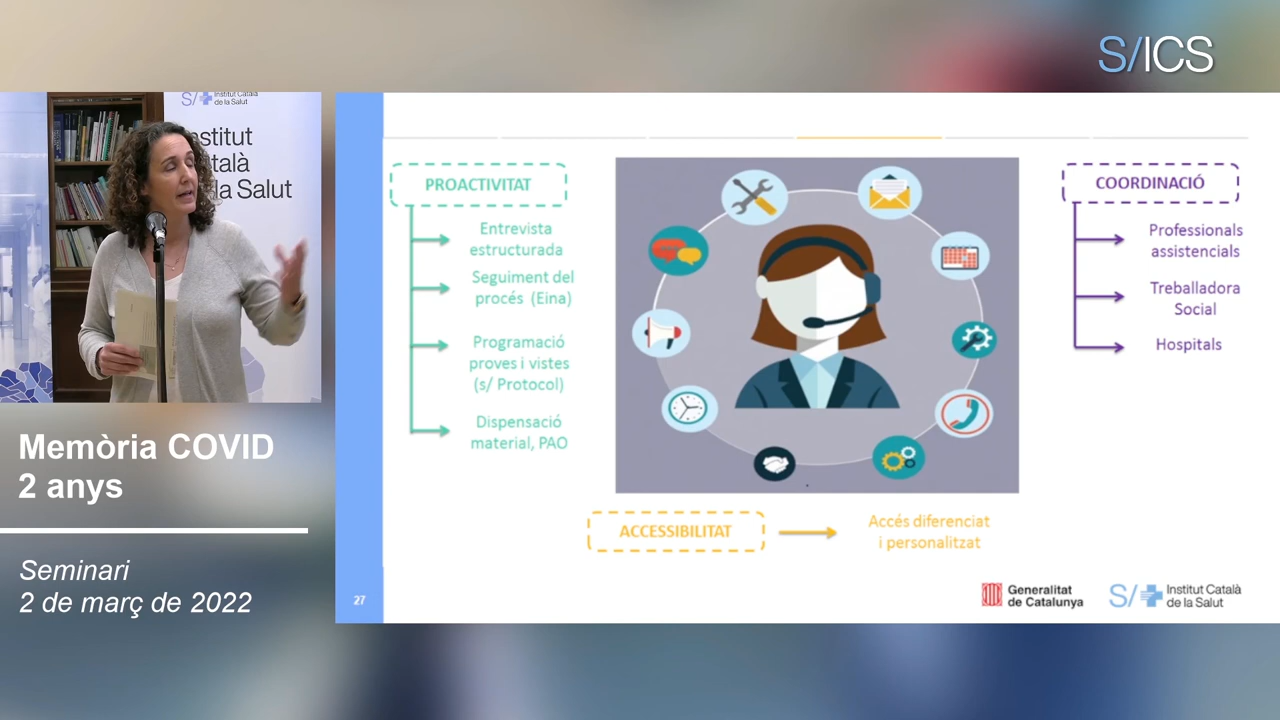 S/ICS
S/ Institut Català
de la Salut
Institut
Català
de la Salut
Memòria COVID
2 anys
Seminari
2 de març de 2022
PROACTIVITAT
Entrevista
estructurada
Seguiment del
procés (Eina)
Programació
proves i vistes
(s/ Protocol)
Dispensació
material, PAO
COORDINACIÓ
Professionals
assistencials
Treballadora
Social
Hospitals
ACCESSIBILITAT
Accés diferenciat
i personalitzat
27
Generalitat
de Catalunya
S/ Institut Català
de la Salut